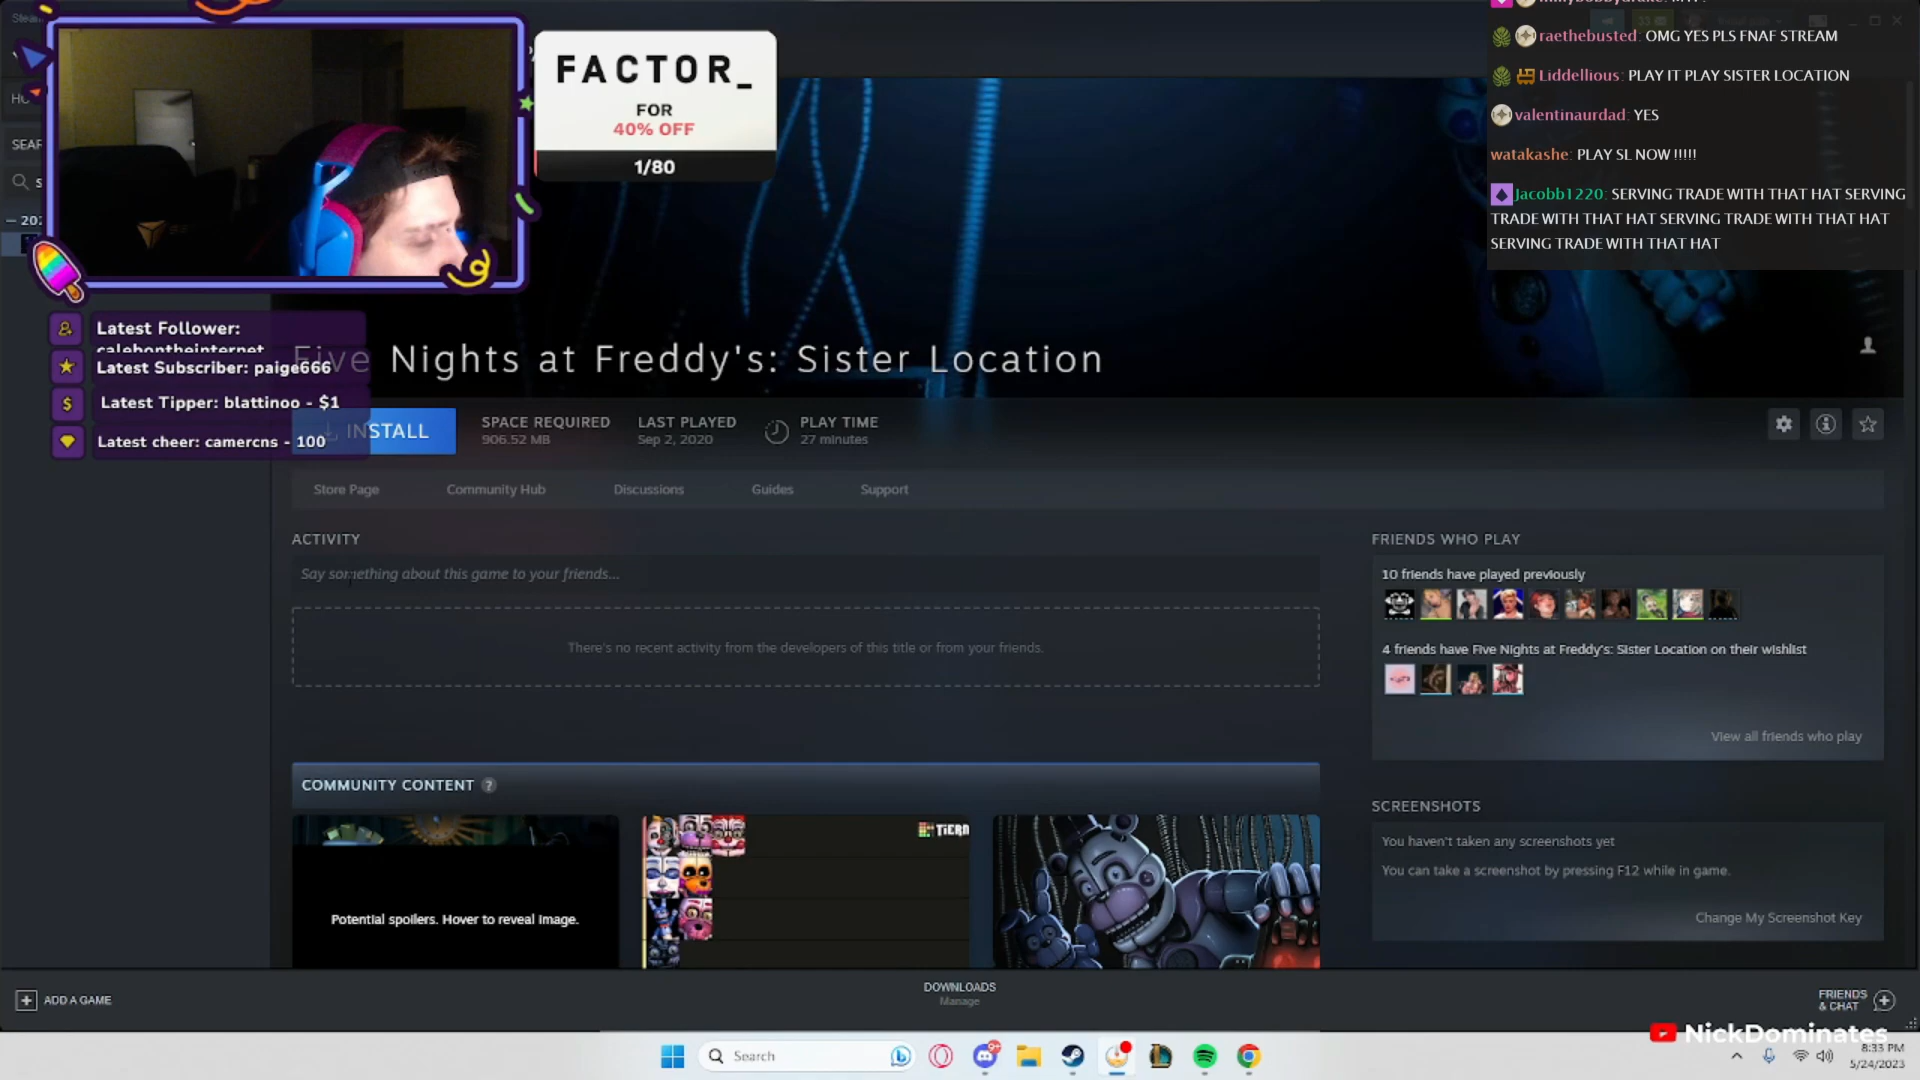 FACTOR_
FOR
40% OFF
1/80
raethebusted: OMG YES PLS FNAF STREAM
Liddellious: PLAY IT PLAY SISTER LOCATION
valentinaurdad: YES
watakashe: PLAY SL NOW !!!!!
Jacobb1220: SERVING TRADE WITH THAT HAT SERVING
TRADE WITH THAT HAT SERVING TRADE WITH THAT HAT
SERVING TRADE WITH THAT HAT
Latest Follower:
calebontheinternet
Latest Subscriber: paige666
Latest Tipper: blattinoo - $1
Latest cheer: camercns - 100
Five Nights at Freddy's: Sister Location
INSTALL
SPACE REQUIRED
906.52 MB
LAST PLAYED
Sep 2, 2020
PLAY TIME
27 minutes
Store Page
Community Hub
Discussions
Guides
Support
ACTIVITY
Say something about this game to your friends...
There's no recent activity from the developers of this title or from your friends.
FRIENDS WHO PLAY
10 friends have played previously
4 friends have Five Nights at Freddy's: Sister Location on their wishlist
View all friends who play
COMMUNITY CONTENT ?
Potential spoilers. Hover to reveal image.
SCREENSHOTS
You haven't taken any screenshots yet
You can take a screenshot by pressing F12 while in game.
Change My Screenshot Key
ADD A GAME
DOWNLOADS
Manage
FRIENDS
& CHAT
NickDominates
Search
8:33 PM
5/24/2023